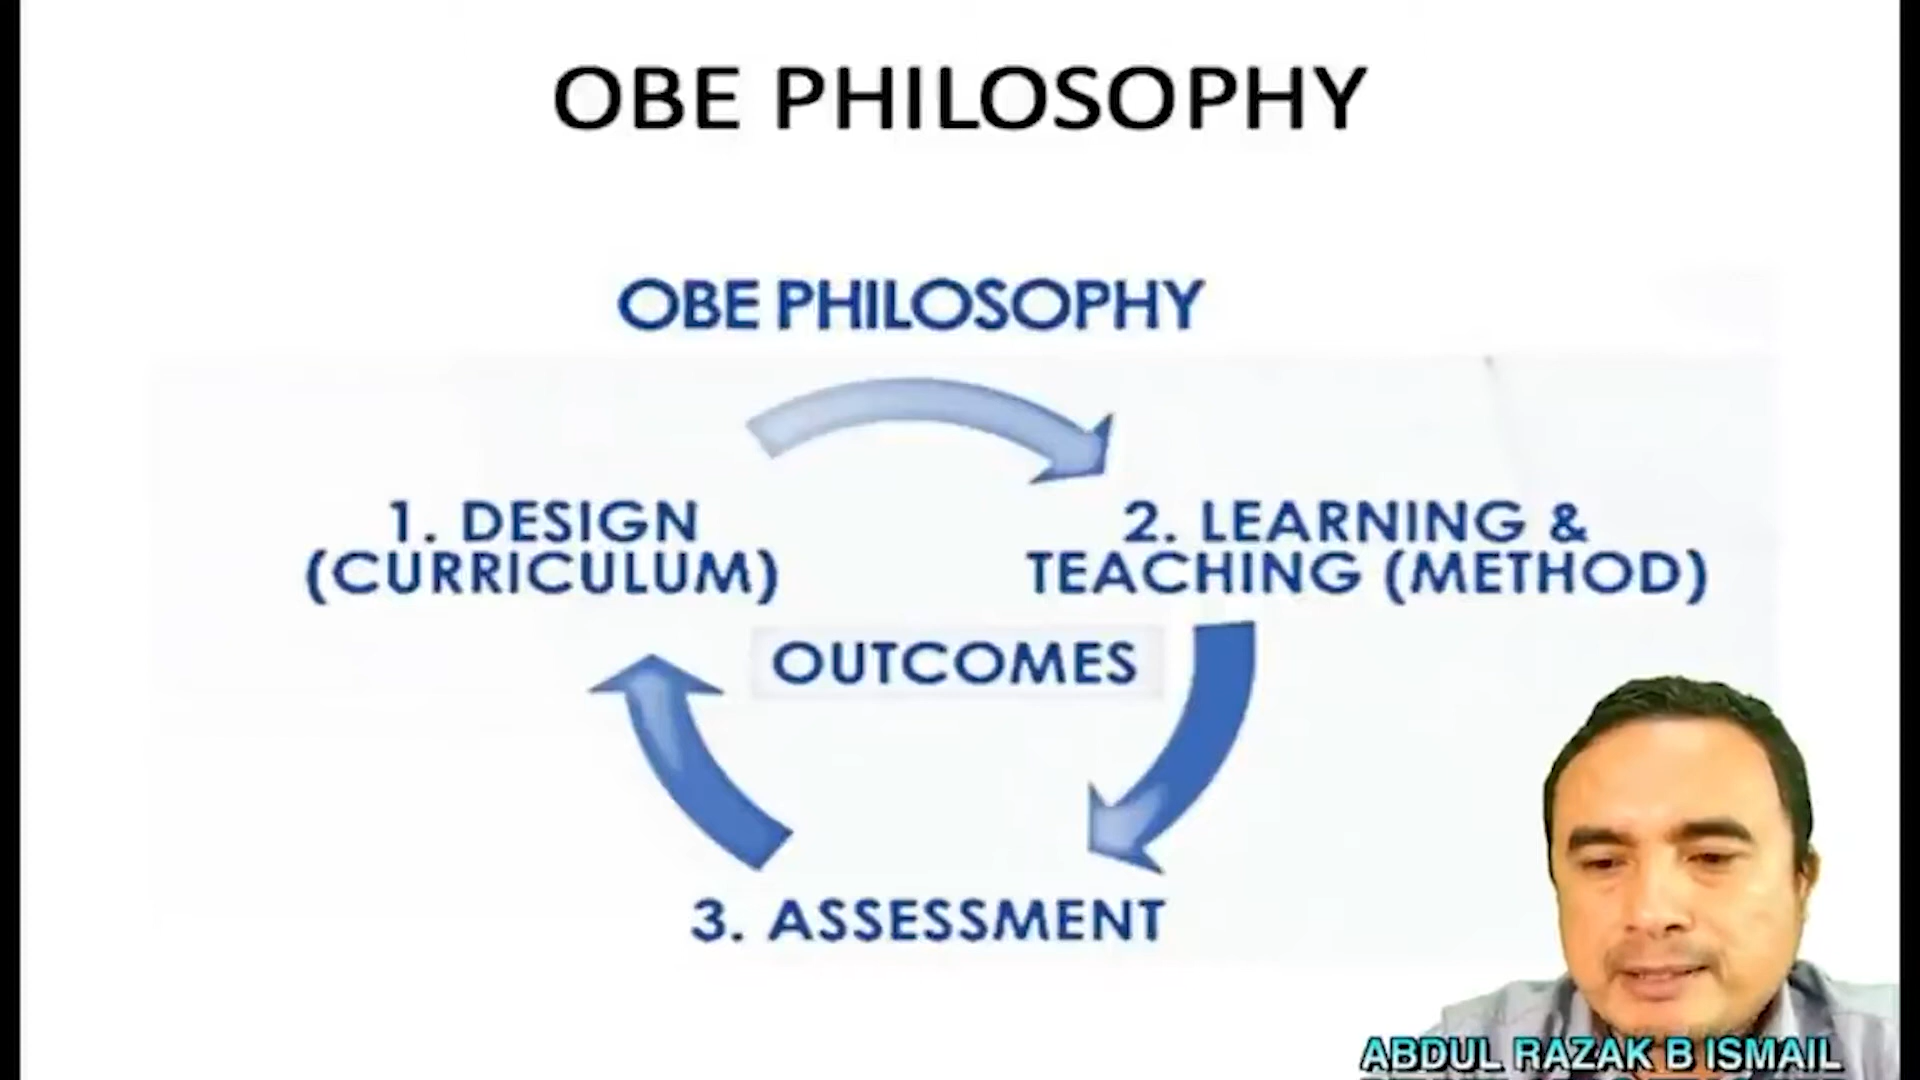 OBE PHILOSOPHY
OBE PHILOSOPHY
1. DESIGN
(CURRICULUM)
2. LEARNING &
TEACHING (METHOD)
OUTCOMES
3. ASSESSMENT
ABDUL RAZAK B ISMAIL